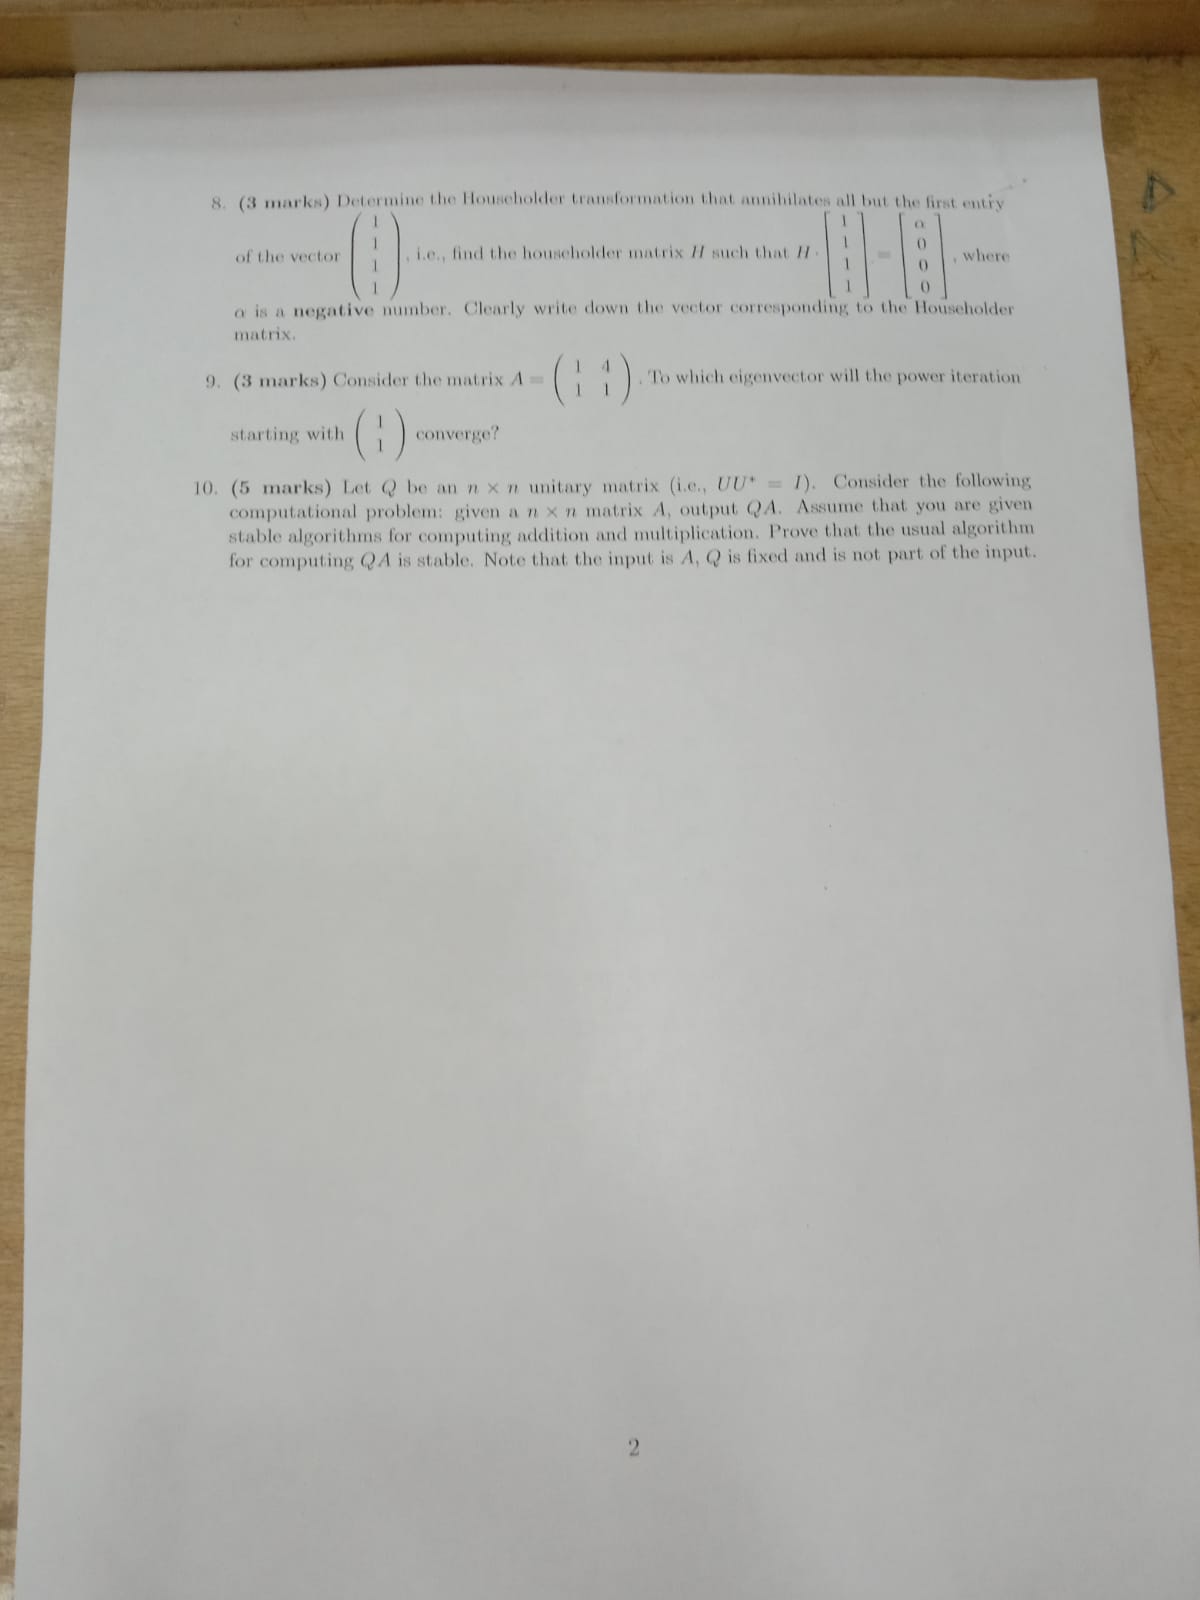 8. (3 marks) Determine the Householder transformation that annihilates all but the first entry
of the vector ( 1 1 1 1 ) , i.e., find the householder matrix H such that H · [ 1 1 1 1 ] = [ α 0 0 0 ] , where
α is a negative number. Clearly write down the vector corresponding to the Householder
matrix.
9. (3 marks) Consider the matrix A = ( 1 4 1 1 ) . To which eigenvector will the power iteration
starting with ( 1 1 ) converge?
10. (5 marks) Let Q be an n × n unitary matrix (i.e., UU* = I). Consider the following
computational problem: given a n × n matrix A, output QA. Assume that you are given
stable algorithms for computing addition and multiplication. Prove that the usual algorithm
for computing QA is stable. Note that the input is A, Q is fixed and is not part of the input.
2